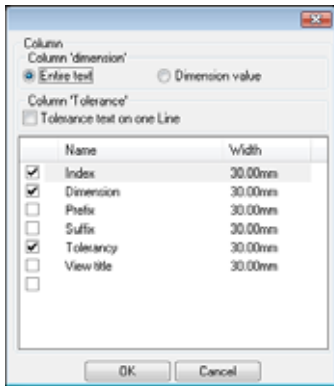 Column
Column 'dimension'
Entire text Dimension value
Column 'Tolerance'
Tolerance text on one Line
Name Width
Index 30.00mm
Dimension 30.00mm
Prefix 30.00mm
Suffix 30.00mm
Tolerancy 30.00mm
View title 30.00mm
OK Cancel